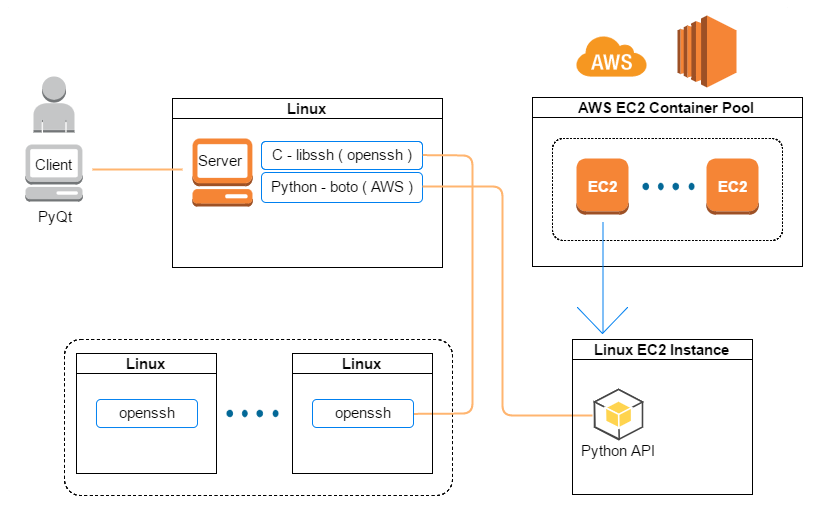 AWS
Linux
AWS EC2 Container Pool
Client
Server
C - libssh ( openssh )
Python - boto ( AWS )
EC2
EC2
PyQt
Linux
Linux
Linux EC2 Instance
openssh
openssh
Python API